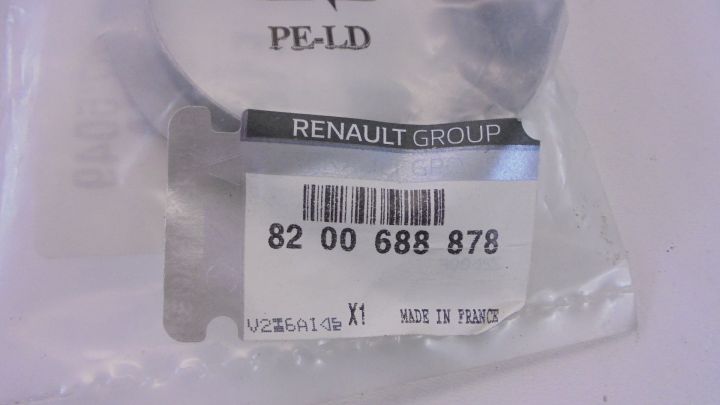 PE-LD
RENAULT GROUP
82 00 688 878
X1
MADE IN FRANCE